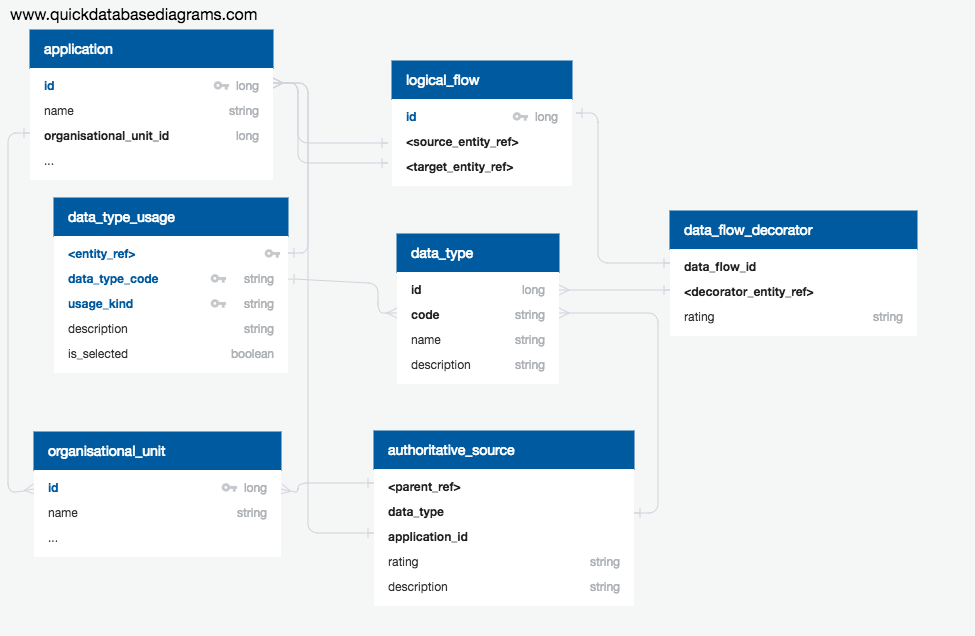 www.quickdatabasediagrams.com
application
id long
name string
organisational_unit_id long
...
logical_flow
id long
<source_entity_ref>
<target_entity_ref>
data_type_usage
<entity_ref>
data_type_code string
usage_kind string
description string
is_selected boolean
data_type
id long
code string
name string
description string
data_flow_decorator
data_flow_id
<decorator_entity_ref>
rating string
organisational_unit
id long
name string
...
authoritative_source
<parent_ref>
data_type
application_id
rating string
description string